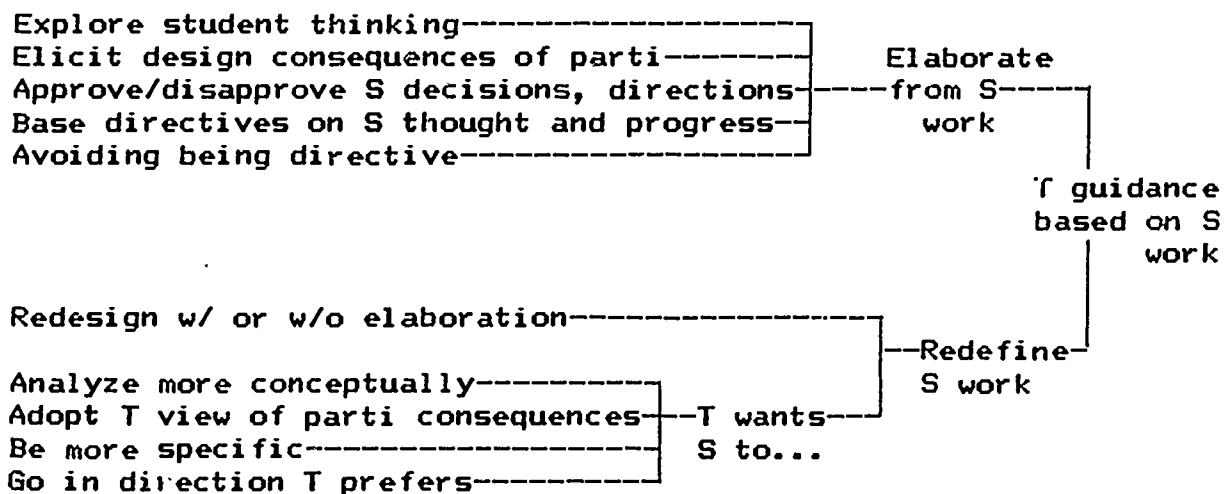 Explore student thinking
Elicit design consequences of parti
Elaborate
Approve/disapprove S decisions, directions
from S
Base directives on S thought and progress
work
Avoiding being directive
T guidance
based on S
work
Redesign w/ or w/o elaboration
Redefine
S work
Analyze more conceptually
Adopt T view of parti consequences
T wants
Be more specific
S to...
Go in direction T prefers